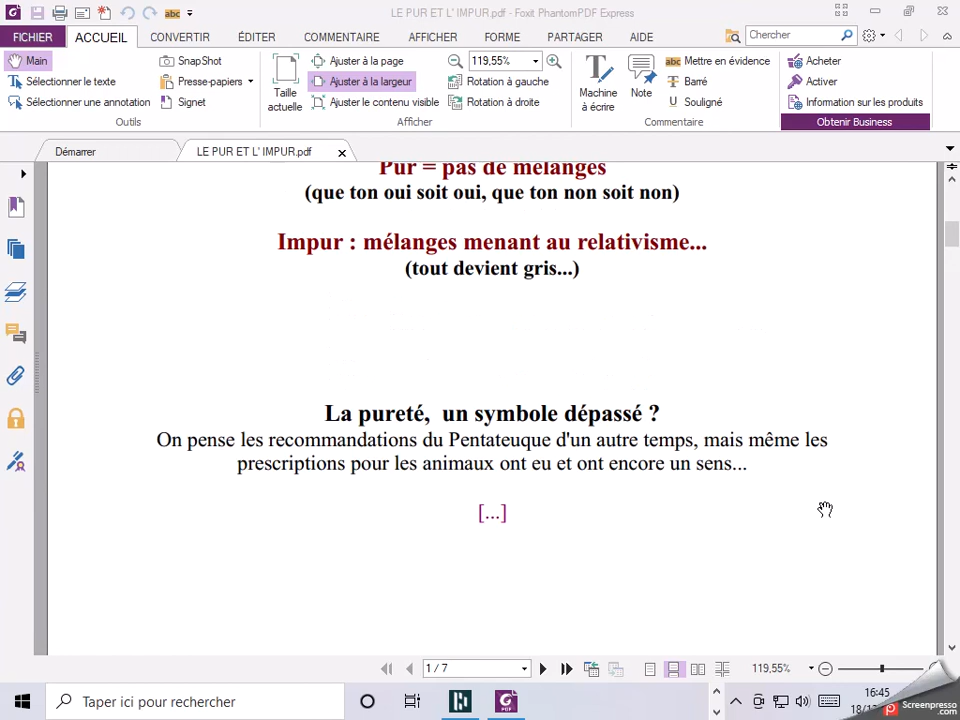 LE PUR ET L' IMPUR.pdf - Foxit PhantomPDF Express
FICHIER ACCUEIL CONVERTIR ÉDITER COMMENTAIRE AFFICHER FORME PARTAGER AIDE Chercher
Main SnapShot Ajuster à la page 119,55% Mettre en évidence Acheter
Sélectionner le texte Presse-papiers Taille actuelle Ajuster à la largeur Rotation à gauche Machine à écrire Note Barré Activer
Sélectionner une annotation Signet Ajuster le contenu visible Rotation à droite Souligné Information sur les produits
Outils Afficher Commentaire Obtenir Business
Démarrer LE PUR ET L' IMPUR.pdf
Pur = pas de mélanges
(que ton oui soit oui, que ton non soit non)
Impur : mélanges menant au relativisme...
(tout devient gris...)
La pureté, un symbole dépassé ?
On pense les recommandations du Pentateuque d'un autre temps, mais même les
prescriptions pour les animaux ont eu et ont encore un sens...
[...]
1 / 7 119,55%
Taper ici pour rechercher 16:45
Screenpresso
.com